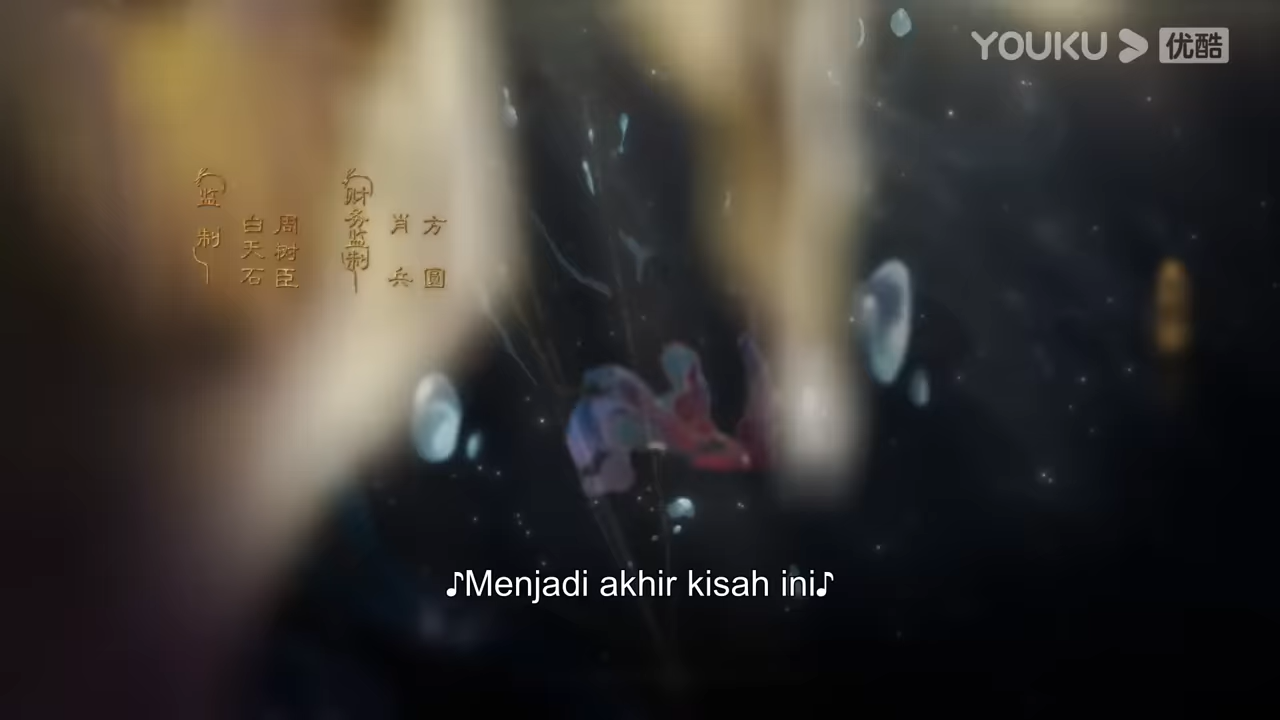 YOUKU 优酷
监制
周树臣
白天石
财务监制
方圆
肖兵
♪Menjadi akhir kisah ini♪